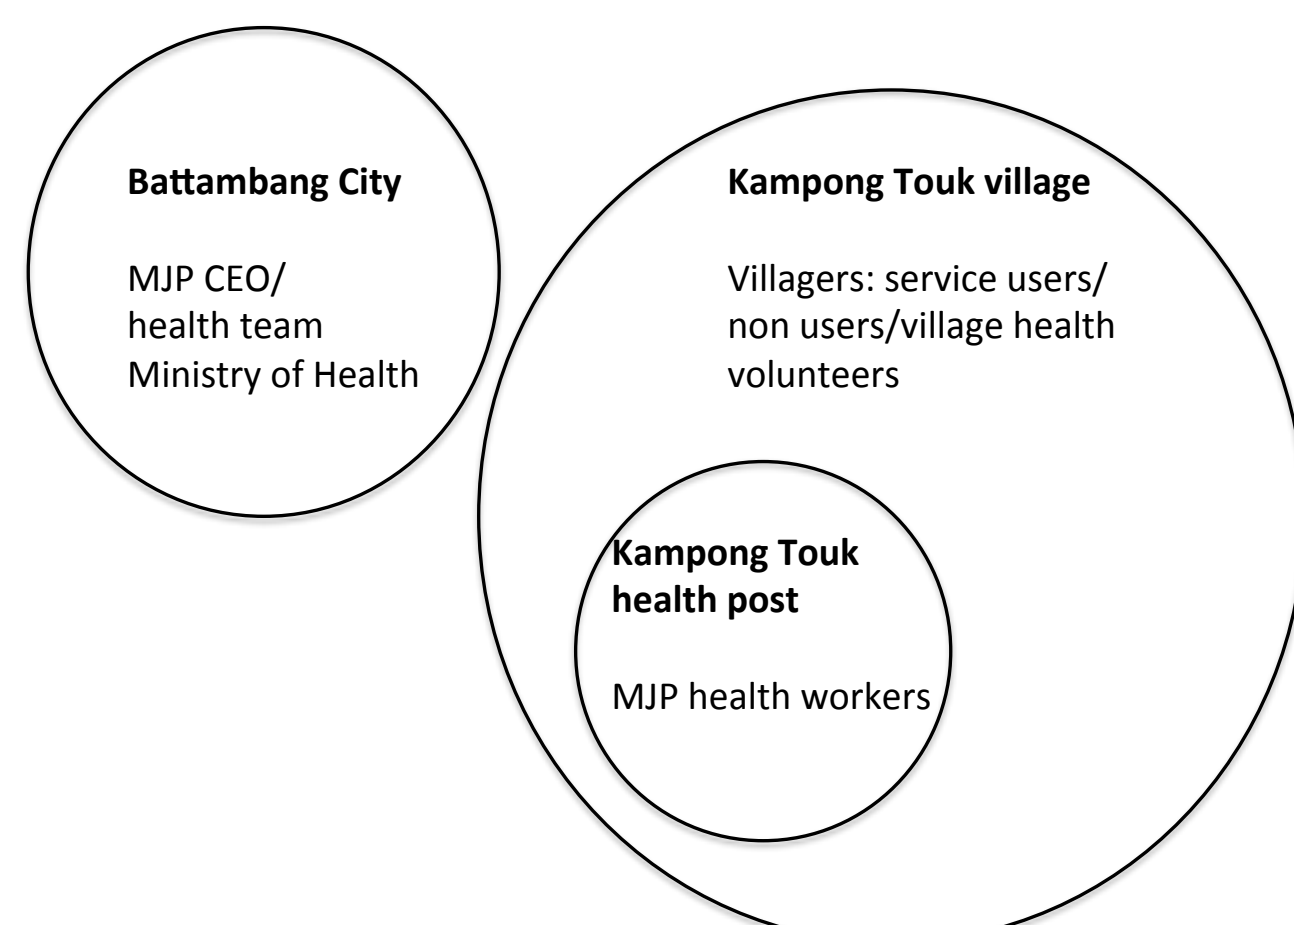 Battambang City
MJP CEO/
health team
Ministry of Health
Kampong Touk village
Villagers: service users/
non users/village health
volunteers
Kampong Touk
health post
MJP health workers